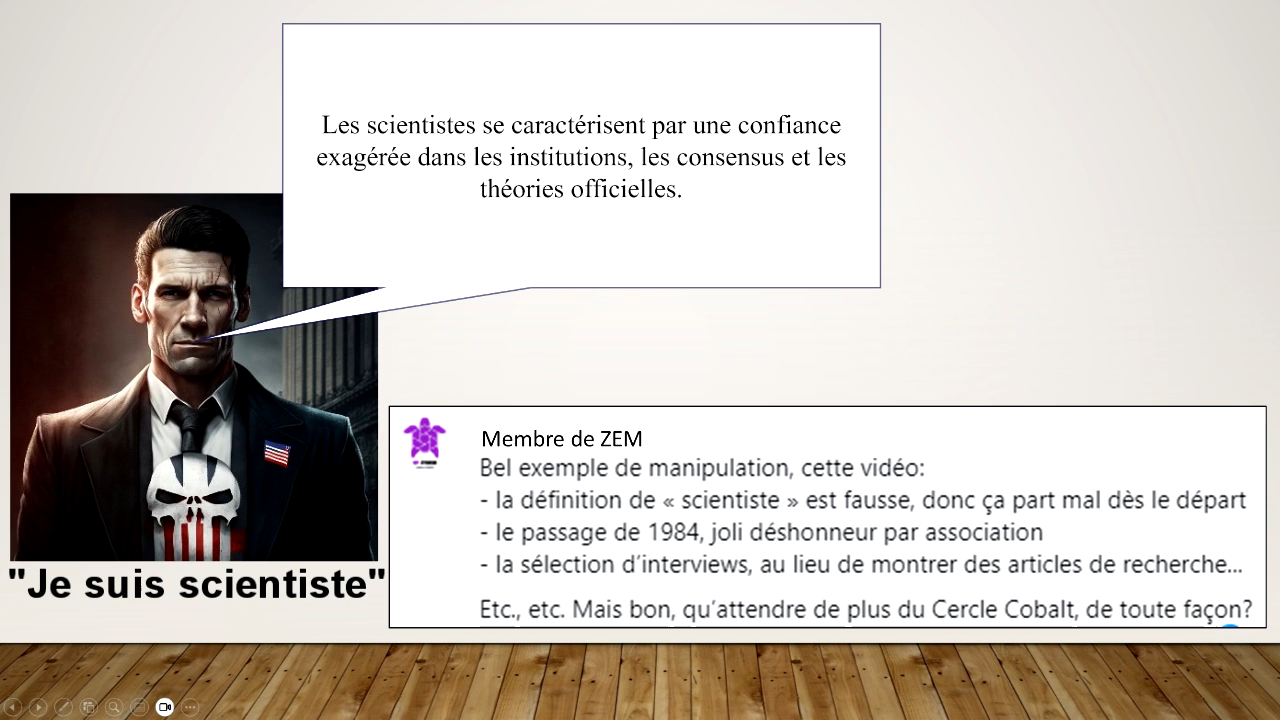 Les scientistes se caractérisent par une confiance
exagérée dans les institutions, les consensus et les
théories officielles.
"Je suis scientiste"
Membre de ZEM
Bel exemple de manipulation, cette vidéo:
- la définition de « scientiste » est fausse, donc ça part mal dès le départ
- le passage de 1984, joli déshonneur par association
- la sélection d'interviews, au lieu de montrer des articles de recherche...
Etc., etc. Mais bon, qu'attendre de plus du Cercle Cobalt, de toute façon?